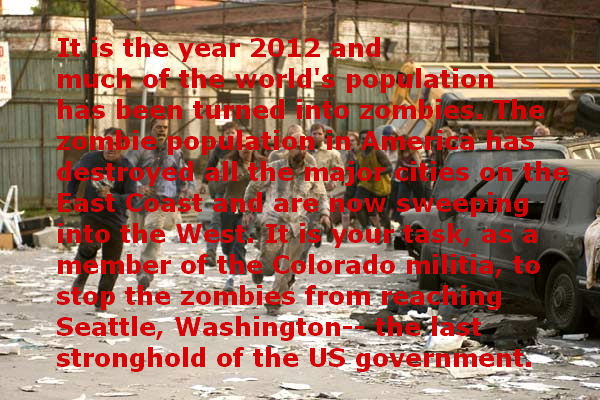 It is the year 2012 and
much of the world's population
has been turned into zombies. The
zombie population in America has
destroyed all the major cities on the
East Coast and are now sweeping
into the West. It is your task, as a
member of the Colorado militia, to
stop the zombies from reaching
Seattle, Washington-- the last
stronghold of the US government.